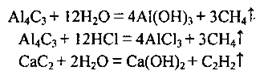 Al₄C₃ + 12H₂O = 4Al(OH)₃ + 3CH₄↑
Al₄C₃ + 12HCl = 4AlCl₃ + 3CH₄↑
CaC₂ + 2H₂O = Ca(OH)₂ + C₂H₂↑